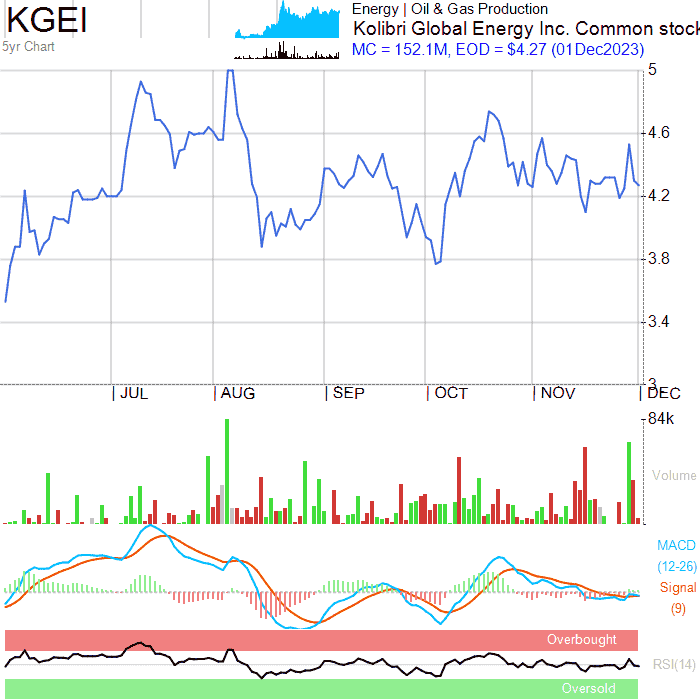 KGEI
Energy | Oil & Gas Production
Kolibri Global Energy Inc. Common stock
5yr Chart
MC = 152.1M, EOD = $4.27 (01Dec2023)
5
4.6
4.2
3.8
3.4
3
JUL AUG SEP OCT NOV DEC
84k
Volume
MACD
(12-26)
Signal
(9)
Overbought
RSI(14)
Oversold